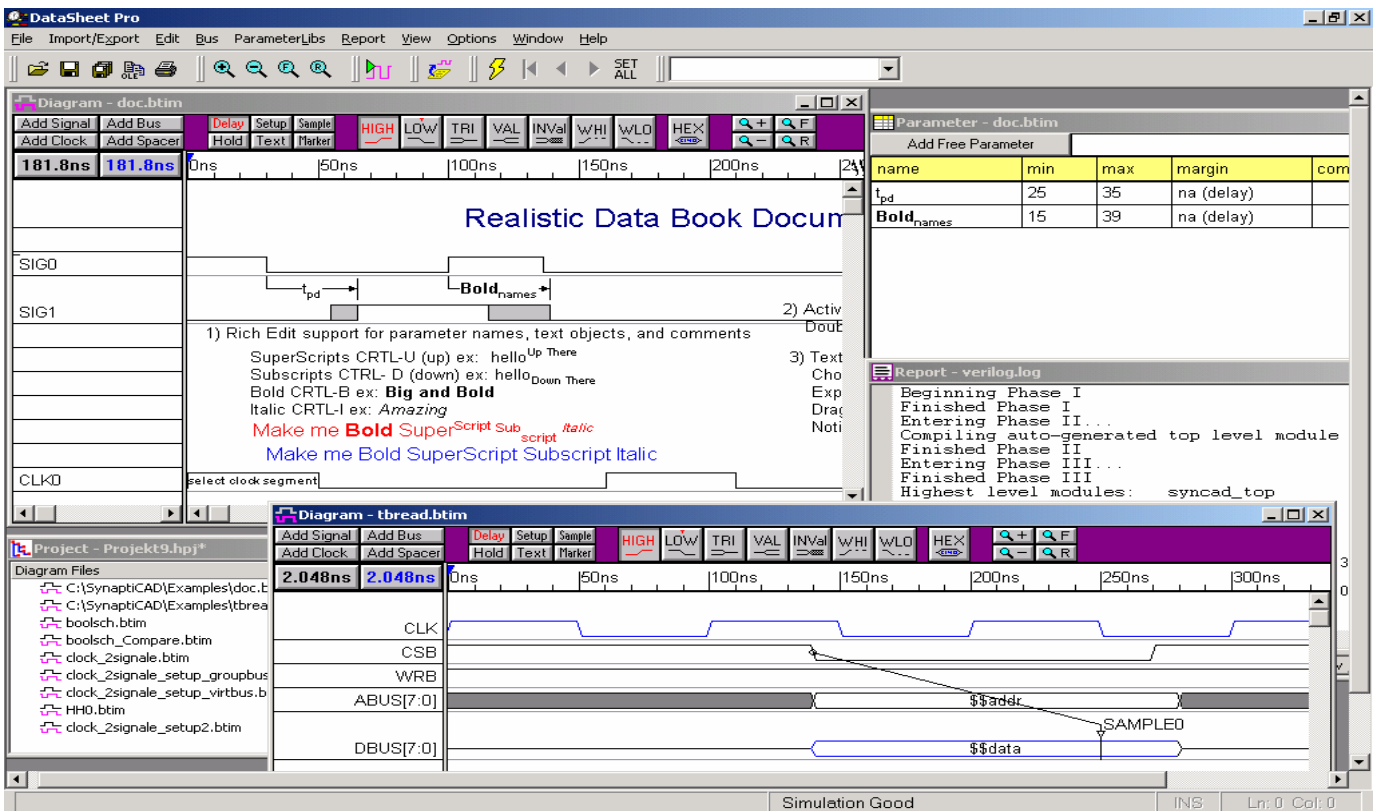 DataSheet Pro
File Import/Export Edit Bus ParameterLibs Report View Options Window Help
SET ALL
Diagram - doc.btim
Add Signal Add Bus Delay Setup Sample HIGH LOW TRI VAL INVal WHI WLO HEX + F
Add Clock Add Spacer Hold Text Marker - R
181.8ns 181.8ns 0ns 50ns 100ns 150ns 200ns
Realistic Data Book Docum
SIG0
tpd Boldnames
SIG1
2) Activ
Doub
1) Rich Edit support for parameter names, text objects, and comments
SuperScripts CRTL-U (up) ex: helloUp There
Subscripts CTRL- D (down) ex: helloDown There
Bold CRTL-B ex: Big and Bold
Italic CRTL-I ex: Amazing
Make me Bold SuperScript Subscript Italic
Make me Bold SuperScript Subscript Italic
3) Text
Cho
Exp
Drag
Noti
CLK0 select clock segment
Parameter - doc.btim
Add Free Parameter
name min max margin com
tpd 25 35 na (delay)
Boldnames 15 39 na (delay)
Report - verilog.log
Beginning Phase I
Finished Phase I
Entering Phase II...
Compiling auto-generated top level module
Finished Phase II
Entering Phase III...
Finished Phase III
Highest level modules: syncad_top
Project - Projekt9.hpj*
Diagram Files
C:\SynaptiCAD\Examples\doc.b
C:\SynaptiCAD\Examples\tbrea
boolsch.btim
boolsch_Compare.btim
clock_2signale.btim
clock_2signale_setup_groupbus
clock_2signale_setup_virtbus.b
HH0.btim
clock_2signale_setup2.btim
Diagram - tbread.btim
Add Signal Add Bus Delay Setup Sample HIGH LOW TRI VAL INVal WHI WLO HEX + F
Add Clock Add Spacer Hold Text Marker - R
2.048ns 2.048ns 0ns 50ns 100ns 150ns 200ns 250ns 300ns
CLK
CSB
WRB
ABUS[7:0] $$addr
SAMPLE0
DBUS[7:0] $$data
Simulation Good INS Ln: 0 Col: 0